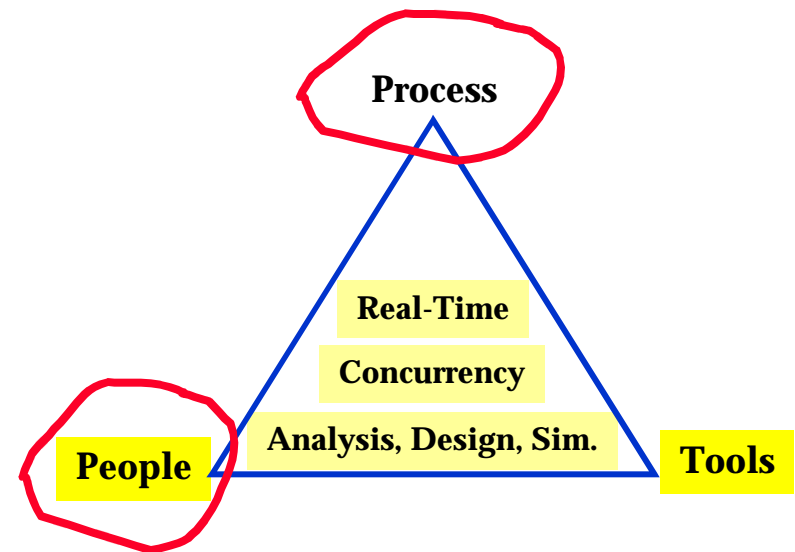 Process
Real-Time
Concurrency
Analysis, Design, Sim.
People
Tools